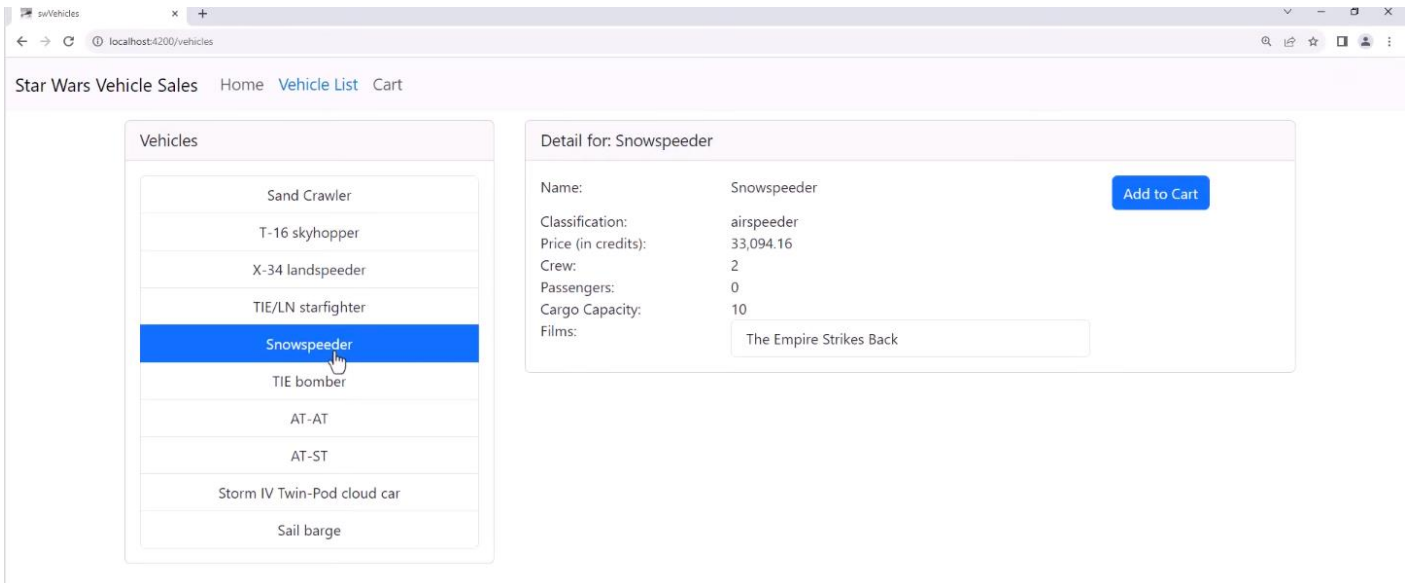 swVehicles
localhost:4200/vehicles
Star Wars Vehicle Sales Home Vehicle List Cart
Vehicles
Sand Crawler
T-16 skyhopper
X-34 landspeeder
TIE/LN starfighter
Snowspeeder
TIE bomber
AT-AT
AT-ST
Storm IV Twin-Pod cloud car
Sail barge
Detail for: Snowspeeder
Name: Snowspeeder
Add to Cart
Classification: airspeeder
Price (in credits): 33,094.16
Crew: 2
Passengers: 0
Cargo Capacity: 10
Films: The Empire Strikes Back